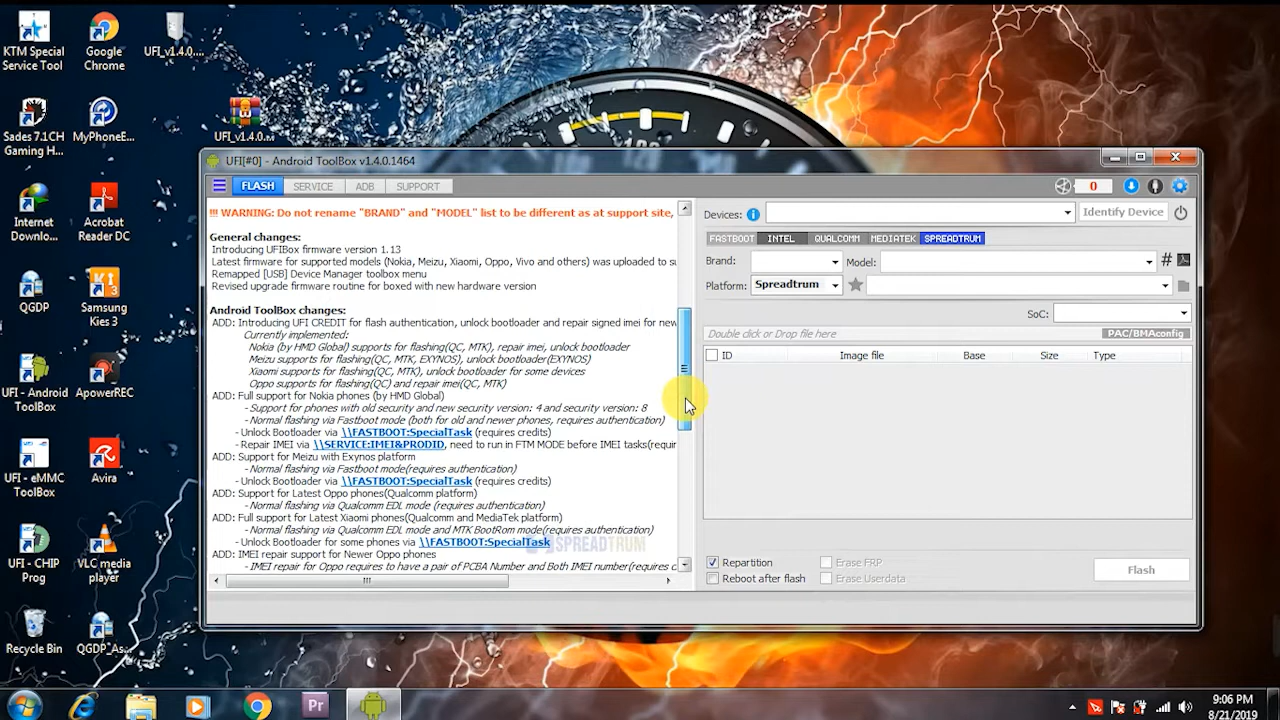 KTM Special
Service Tool
Google
Chrome
UFI_v1.4.0....
Sades 7.1CH
Gaming H...
MyPhoneE...
UFI_v1.4.0....
Internet
Downlo...
Acrobat
Reader DC
QGDP
Samsung
Kies 3
UFI - Android
ToolBox
ApowerREC
UFI - eMMC
ToolBox
Avira
UFI - CHIP
Prog
VLC media
player
Recycle Bin
QGDP_As...
UFI[#0] - Android ToolBox v1.4.0.1464
FLASH SERVICE ADB SUPPORT
0
!!! WARNING: Do not rename "BRAND" and "MODEL" list to be different as at support site,
General changes:
Introducing UFIBox firmware version 1.13
Latest firmware for supported models (Nokia, Meizu, Xiaomi, Oppo, Vivo and others) was uploaded to su
Remapped [USB] Device Manager toolbox menu
Revised upgrade firmware routine for boxed with new hardware version
Android ToolBox changes:
ADD: Introducing UFI CREDIT for flash authentication, unlock bootloader and repair signed imei for new
Currently implemented:
Nokia (by HMD Global) supports for flashing(QC, MTK), repair imei, unlock bootloader
Meizu supports for flashing(QC, MTK, EXYNOS), unlock bootloader(EXYNOS)
Xiaomi supports for flashing(QC, MTK), unlock bootloader for some devices
Oppo supports for flashing(QC) and repair imei(QC, MTK)
ADD: Full support for Nokia phones (by HMD Global)
- Support for phones with old security and new security version: 4 and security version: 8
- Normal flashing via Fastboot mode (both for old and newer phones, requires authentication)
- Unlock Bootloader via \\FASTBOOT:SpecialTask (requires credits)
- Repair IMEI via \\SERVICE:IMEI&PRODID, need to run in FTM MODE before IMEI tasks(requir
ADD: Support for Meizu with Exynos platform
- Normal flashing via Fastboot mode(requires authentication)
- Unlock Bootloader via \\FASTBOOT:SpecialTask (requires credits)
ADD: Support for Latest Oppo phones(Qualcomm platform)
- Normal flashing via Qualcomm EDL mode (requires authentication)
ADD: Full support for Latest Xiaomi phones(Qualcomm and MediaTek platform)
- Normal flashing via Qualcomm EDL mode and MTK BootRom mode(requires authentication)
- Unlock Bootloader for some phones via \\FASTBOOT:SpecialTask
SPREADTRUM
ADD: IMEI repair support for Newer Oppo phones
- IMEI repair for Oppo requires to have a pair of PCBA Number and Both IMEI number(requires c
Devices: Identify Device
FASTBOOT INTEL QUALCOMM MEDIATEK SPREADTRUM
Brand: Model: #
Platform: Spreadtrum
SoC:
Double click or Drop file here PAC/BMAconfig
ID Image file Base Size Type
Repartition Erase FRP
Reboot after flash Erase Userdata
Flash
Pr
9:06 PM
8/21/2019